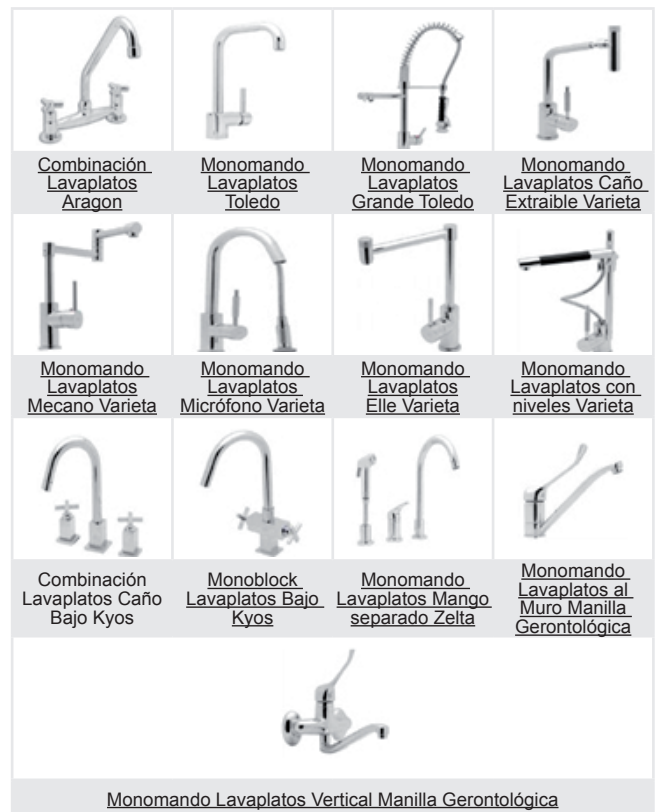 Combinación
Lavaplatos
Aragon
Monomando
Lavaplatos
Toledo
Monomando
Lavaplatos
Grande Toledo
Monomando
Lavaplatos Caño
Extraible Varieta
Monomando
Lavaplatos
Mecano Varieta
Monomando
Lavaplatos
Micrófono Varieta
Monomando
Lavaplatos
Elle Varieta
Monomando
Lavaplatos con
niveles Varieta
Combinación
Lavaplatos Caño
Bajo Kyos
Monoblock
Lavaplatos Bajo
Kyos
Monomando
Lavaplatos Mango
separado Zelta
Monomando
Lavaplatos al
Muro Manilla
Gerontológica
Monomando Lavaplatos Vertical Manilla Gerontológica